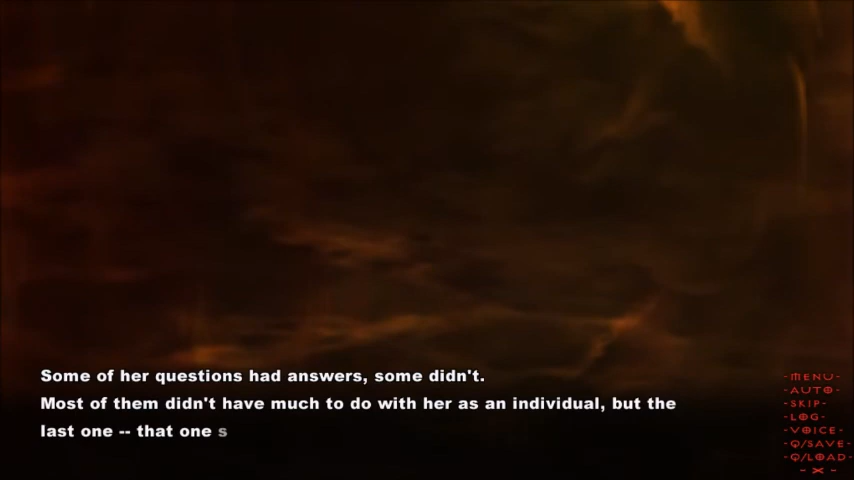 Some of her questions had answers, some didn't.
Most of them didn't have much to do with her as an individual, but the
last one -- that one s
-MENU-
-AUTO-
-SKIP-
-LOG-
-VOICE-
-Q/SAVE-
-Q/LOAD-
-X-